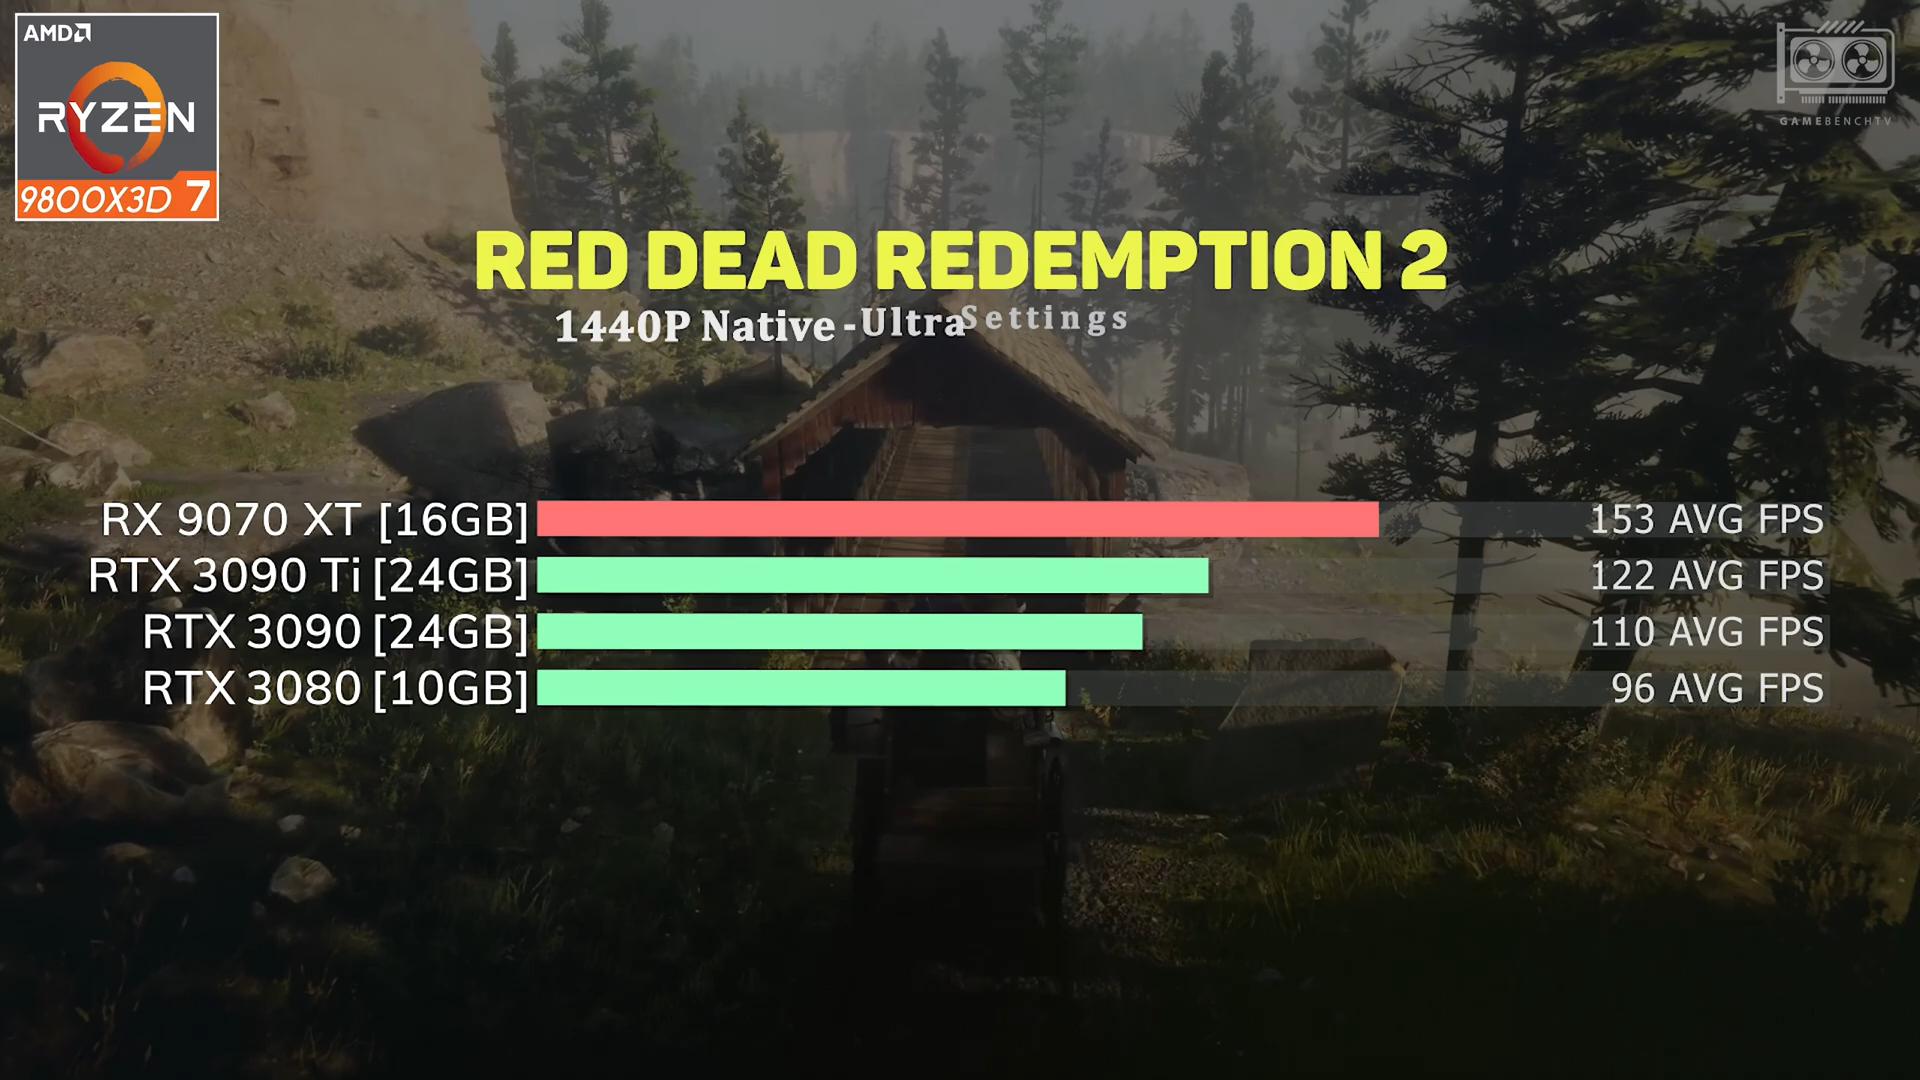 AMD
RYZEN
9800X3D 7
GAMEBENCHTV
RED DEAD REDEMPTION 2
1440P Native - Ultra Settings
RX 9070 XT [16GB] 153 AVG FPS
RTX 3090 Ti [24GB] 122 AVG FPS
RTX 3090 [24GB] 110 AVG FPS
RTX 3080 [10GB] 96 AVG FPS